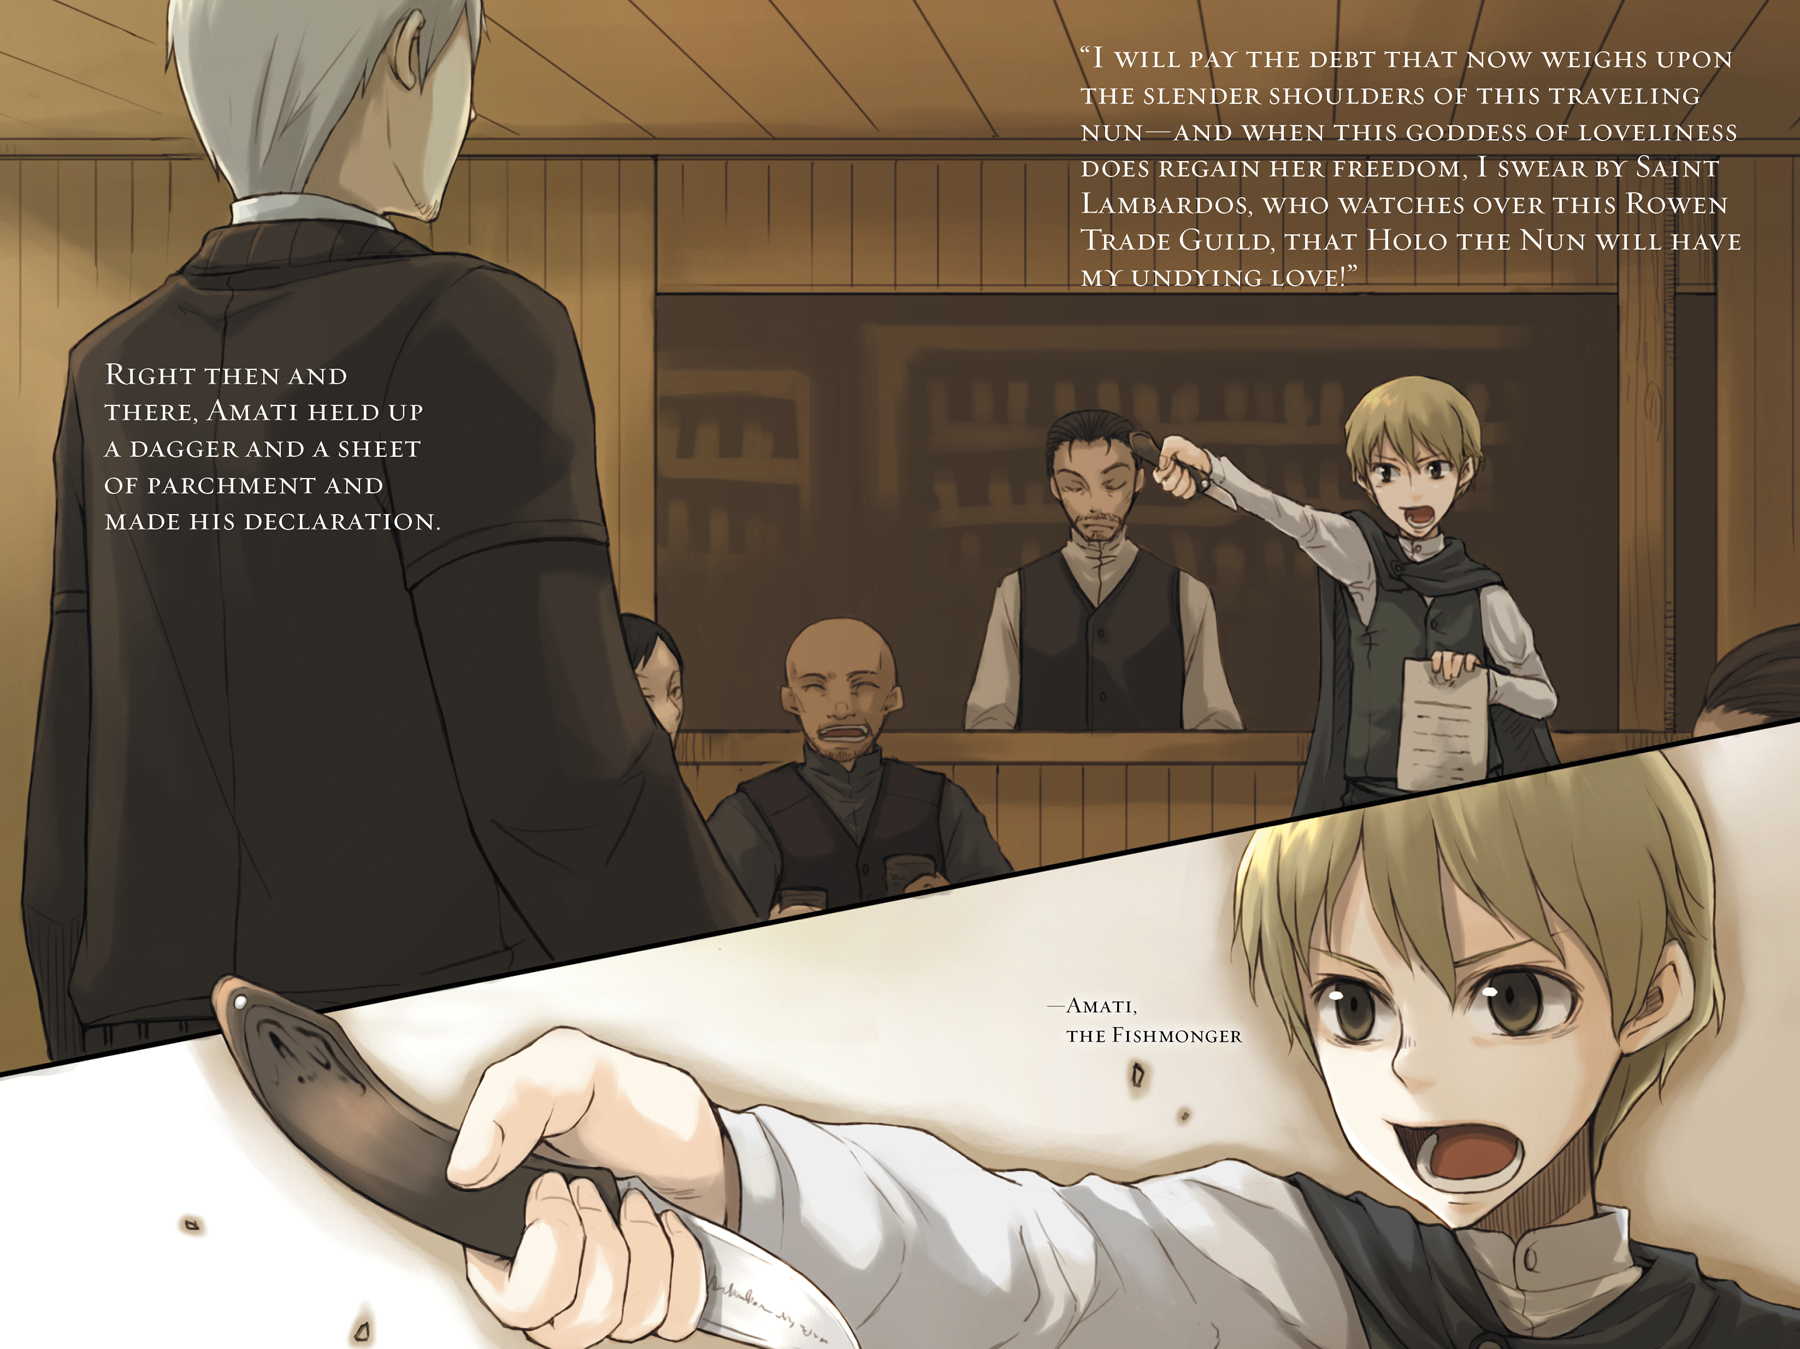 “I will pay the debt that now weighs upon
the slender shoulders of this traveling
nun—and when this goddess of loveliness
does regain her freedom, I swear by Saint
Lambardos, who watches over this Rowen
Trade Guild, that Holo the Nun will have
my undying love!”
Right then and
there, Amati held up
a dagger and a sheet
of parchment and
made his declaration.
—Amati,
the Fishmonger